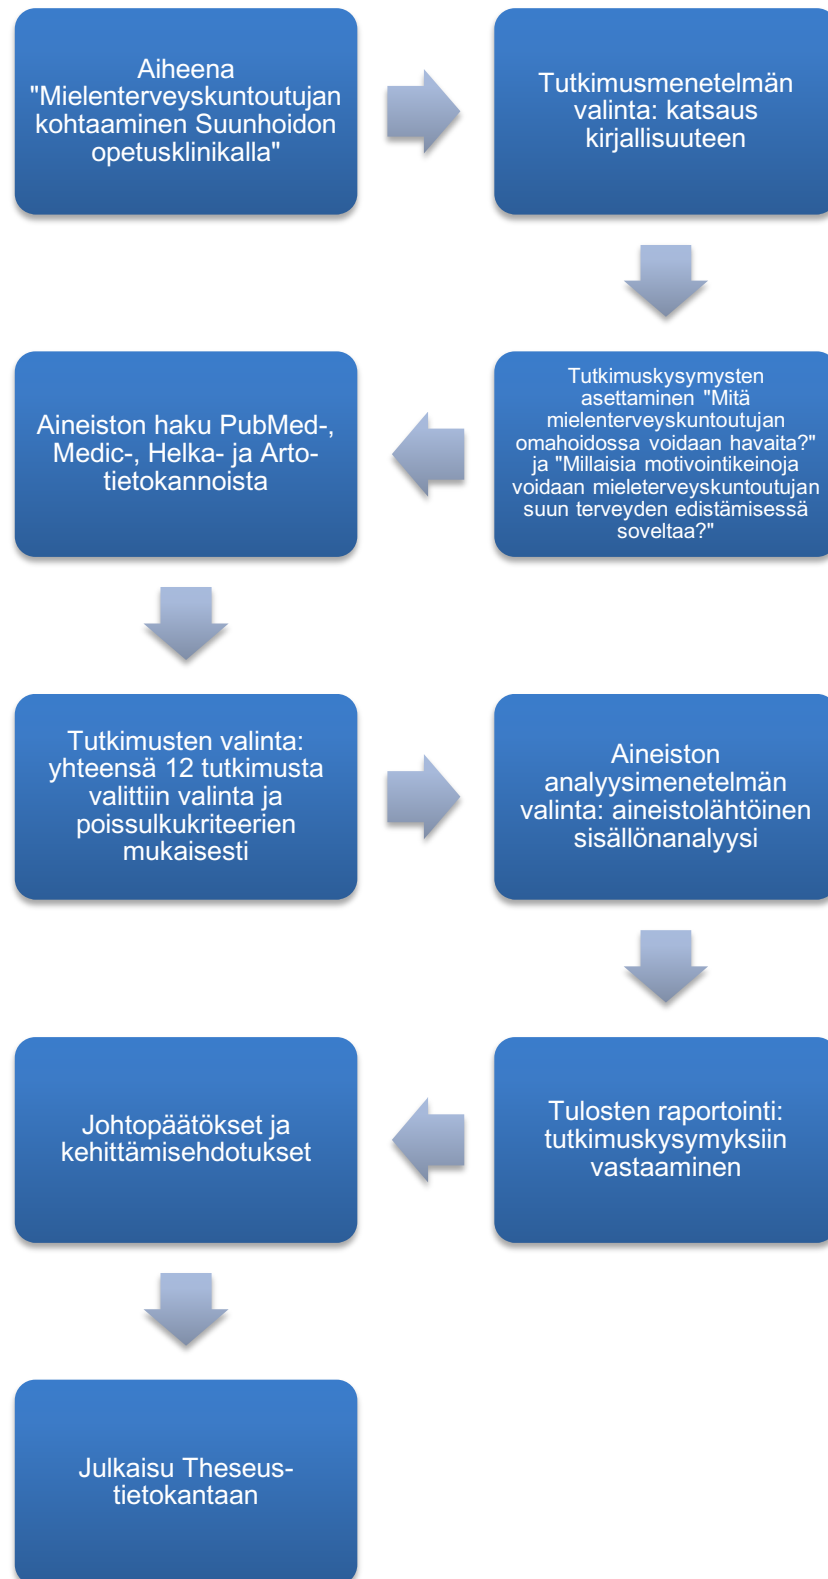 Aiheena
"Mielenterveyskuntoutujan
kohtaaminen Suunhoidon
opetusklinikalla"
Tutkimusmenetelmän
valinta: katsaus
kirjallisuuteen
Tutkimuskysymysten
asettaminen "Mitä
mielenterveyskuntoutujan
omahoidossa voidaan havaita?"
ja "Millaisia motivointikeinoja
voidaan mieleterveyskuntoutujan
suun terveyden edistämisessä
soveltaa?"
Aineiston haku PubMed-,
Medic-, Helka- ja Arto-
tietokannoista
Tutkimusten valinta:
yhteensä 12 tutkimusta
valittiin valinta ja
poissulkukriteerien
mukaisesti
Aineiston
analyysimenetelmän
valinta: aineistolähtöinen
sisällönanalyysi
Tulosten raportointi:
tutkimuskysymyksiin
vastaaminen
Johtopäätökset ja
kehittämisehdotukset
Julkaisu Theseus-
tietokantaan